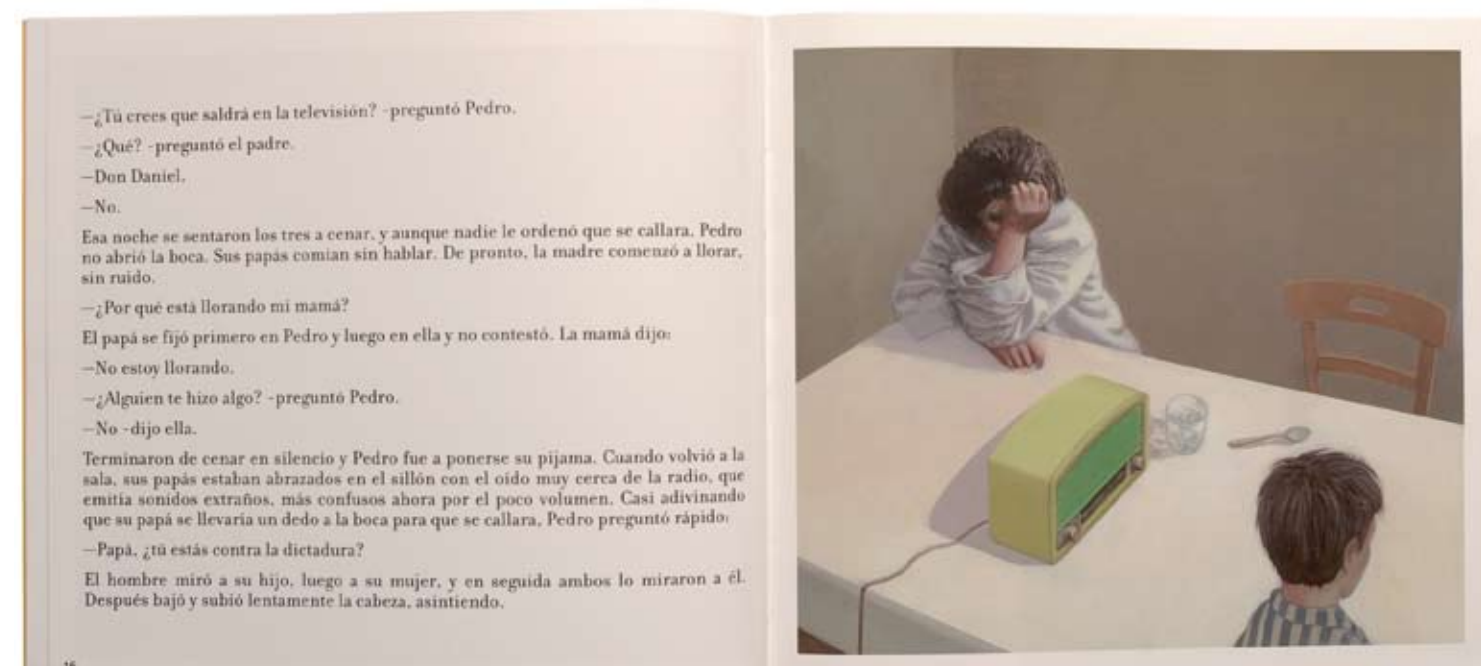 —¿Tú crees que saldrá en la televisión? -preguntó Pedro.
—¿Qué? -preguntó el padre.
—Don Daniel.
—No.
Esa noche se sentaron los tres a cenar, y aunque nadie le ordenó que se callara, Pedro
no abrió la boca. Sus papás comían sin hablar. De pronto, la madre comenzó a llorar,
sin ruido.
—¿Por qué está llorando mi mamá?
El papá se fijó primero en Pedro y luego en ella y no contestó. La mamá dijo:
—No estoy llorando.
—¿Alguien te hizo algo? -preguntó Pedro.
—No -dijo ella.
Terminaron de cenar en silencio y Pedro fue a ponerse su pijama. Cuando volvió a la
sala, sus papás estaban abrazados en el sillón con el oído muy cerca de la radio, que
emitía sonidos extraños, más confusos ahora por el poco volumen. Casi adivinando
que su papá se llevaría un dedo a la boca para que se callara, Pedro preguntó rápido:
—Papá, ¿tú estás contra la dictadura?
El hombre miró a su hijo, luego a su mujer, y en seguida ambos lo miraron a él.
Después bajó y subió lentamente la cabeza, asintiendo.